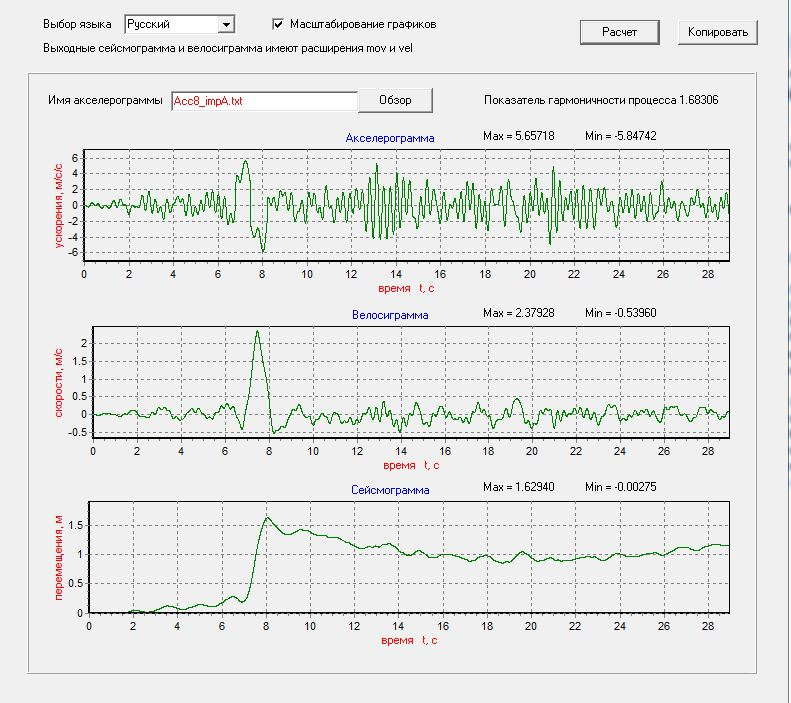 Выбор языка Русский Масштабирование графиков Расчет Копировать
Выходные сейсмограмма и велосиграмма имеют расширения mov и vel
Имя акселерограммы Acc8_impA.txt Обзор Показатель гармоничности процесса 1.68306
Акселерограмма Max = 5.65718 Min = -5.84742
ускорения, м/с/с
6
4
2
0
-2
-4
-6
0 2 4 6 8 10 12 14 16 18 20 22 24 26 28
время t, с
Велосиграмма Max = 2.37928 Min = -0.53960
скорости, м/с
2
1.5
1
0.5
0
-0.5
0 2 4 6 8 10 12 14 16 18 20 22 24 26 28
время t, с
Сейсмограмма Max = 1.62940 Min = -0.00275
перемещения, м
1.5
1
0.5
0
0 2 4 6 8 10 12 14 16 18 20 22 24 26 28
время t, с